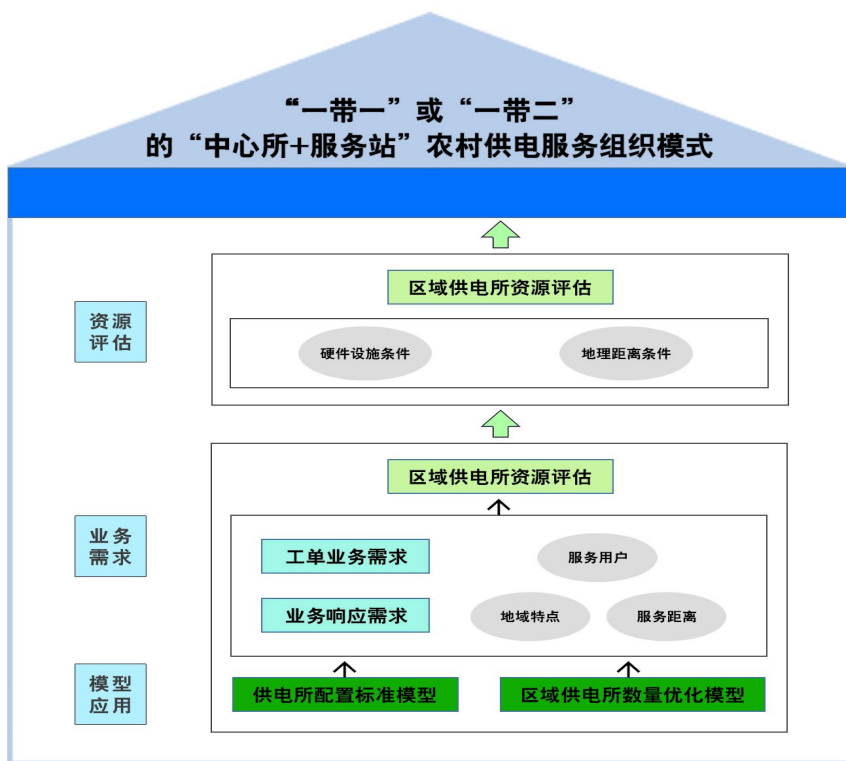 “一带一”或“一带二”
的“中心所+服务站”农村供电服务组织模式
区域供电所资源评估
资源
评估
硬件设施条件
地理距离条件
区域供电所资源评估
业务
需求
工单业务需求
服务用户
业务响应需求
地域特点
服务距离
模型
应用
供电所配置标准模型
区域供电所数量优化模型